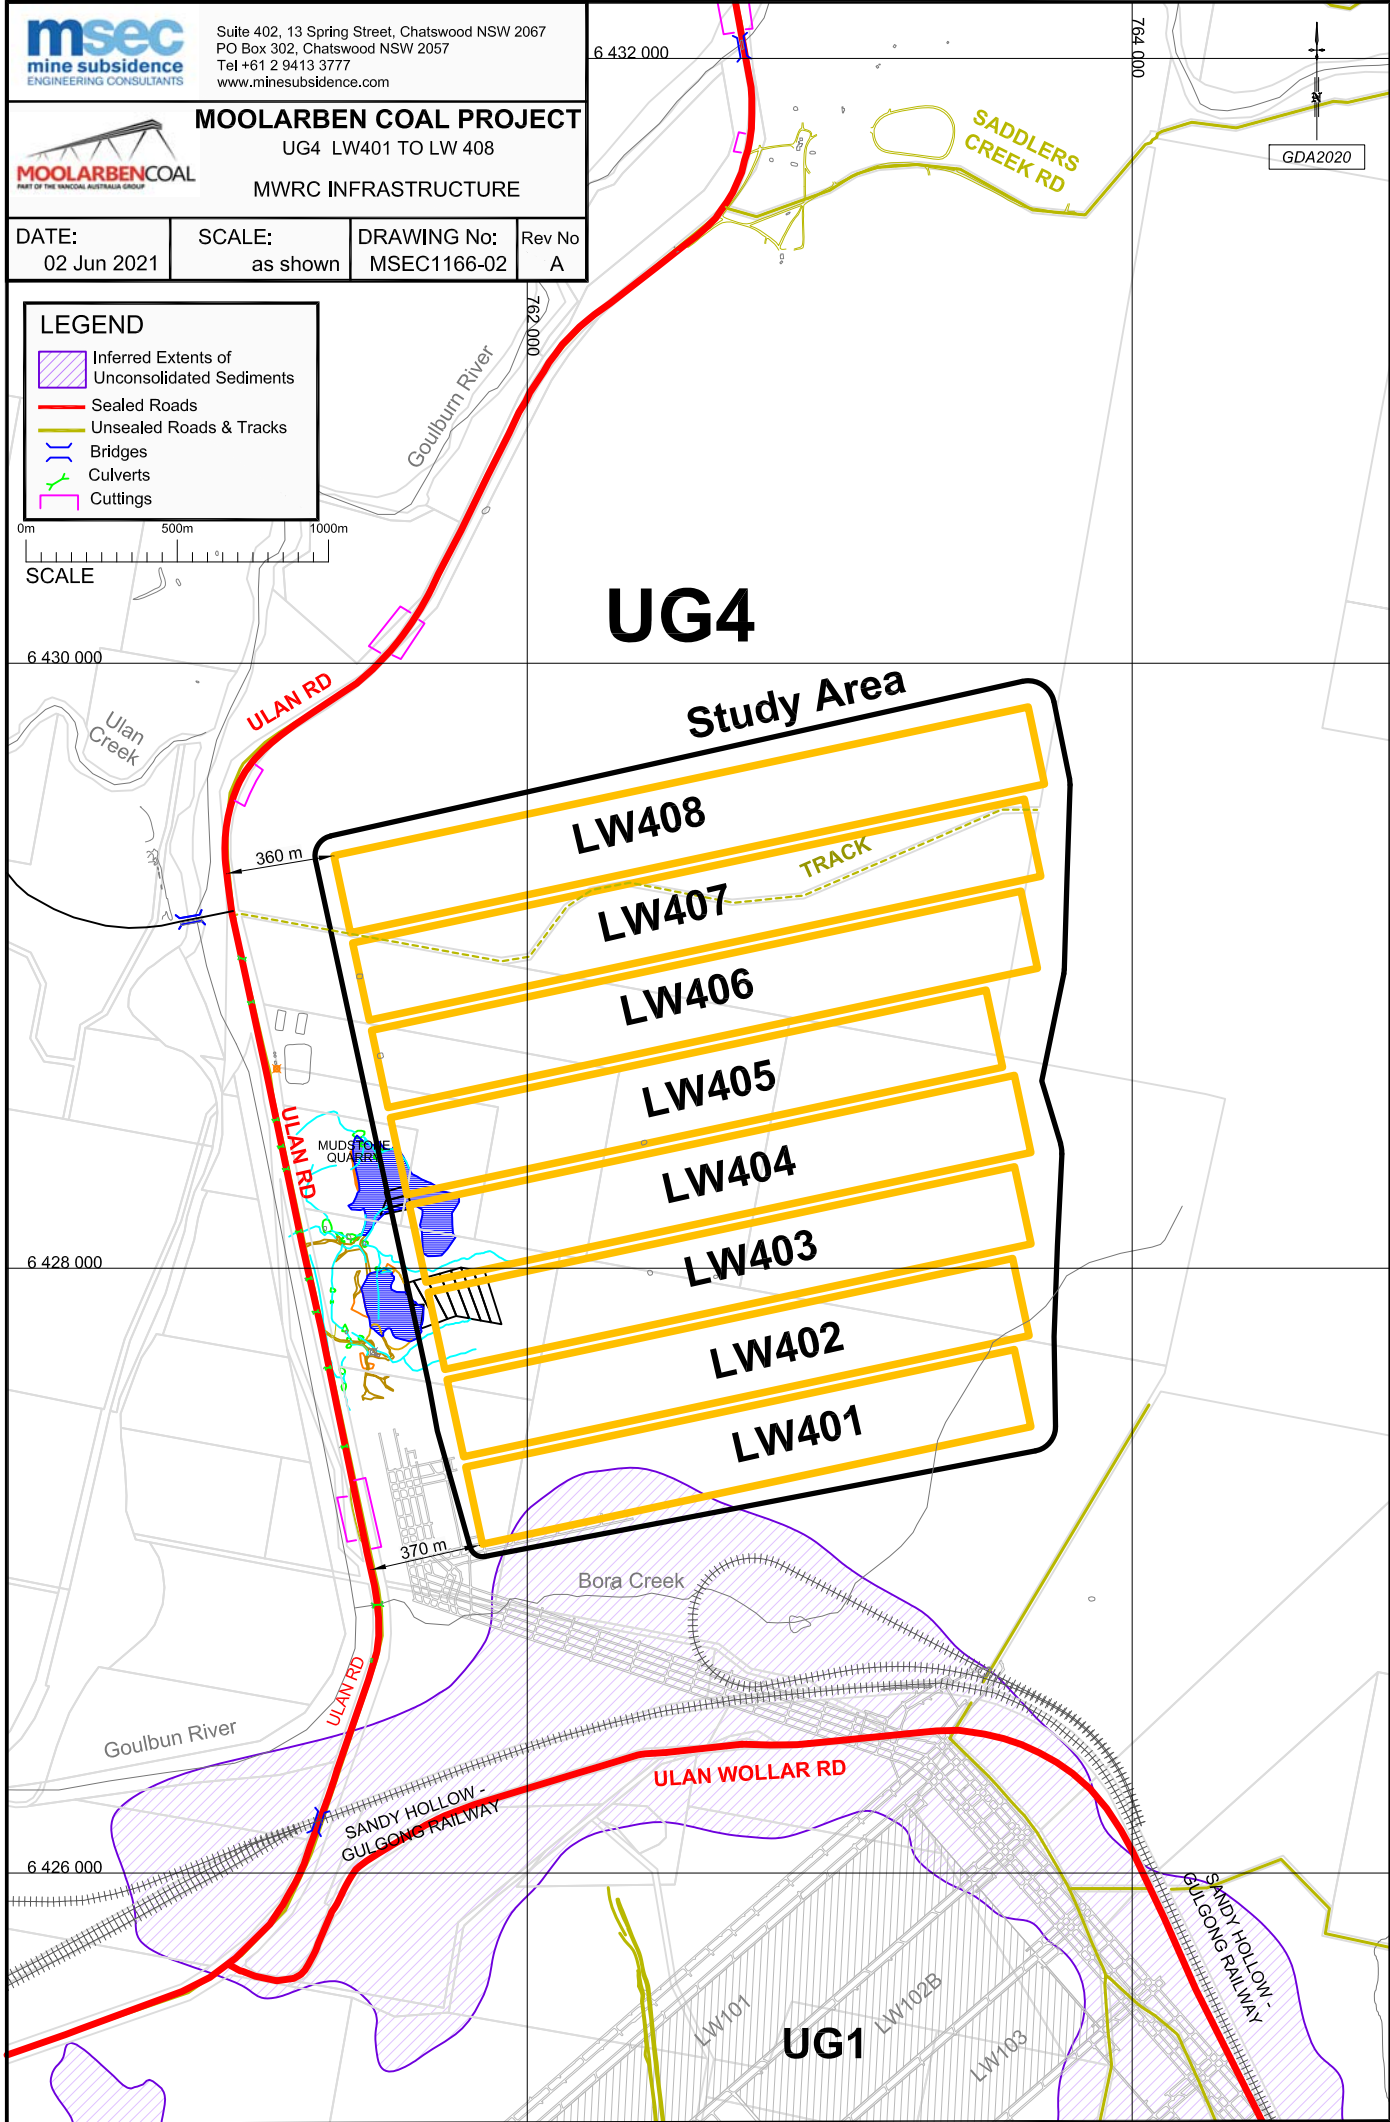 msec
mine subsidence
ENGINEERING CONSULTANTS
Suite 402, 13 Spring Street, Chatswood NSW 2067
PO Box 302, Chatswood NSW 2057
Tel +61 2 9413 3777
www.minesubsidence.com
MOOLARBENCOAL
PART OF THE YANCOAL AUSTRALIA GROUP
MOOLARBEN COAL PROJECT
UG4 LW401 TO LW 408
MWRC INFRASTRUCTURE
DATE:
02 Jun 2021
SCALE:
as shown
DRAWING No:
MSEC1166-02
Rev No
A
6 432 000
764 000
GDA2020
SADDLERS
CREEK RD
762 000
LEGEND
Inferred Extents of
Unconsolidated Sediments
Sealed Roads
Unsealed Roads & Tracks
Bridges
Culverts
Cuttings
0m
500m
1000m
SCALE
Goulburn River
UG4
6 430 000
ULAN RD
Ulan
Creek
Study Area
LW408
360 m
TRACK
LW407
LW406
LW405
ULAN RD
MUDSTONE
QUARRY
LW404
LW403
6 428 000
LW402
LW401
370 m
Bora Creek
ULAN RD
Goulbun River
ULAN WOLLAR RD
SANDY HOLLOW -
GULGONG RAILWAY
6 426 000
SANDY HOLLOW -
GULGONG RAILWAY
LW101
LW102B
UG1
LW103